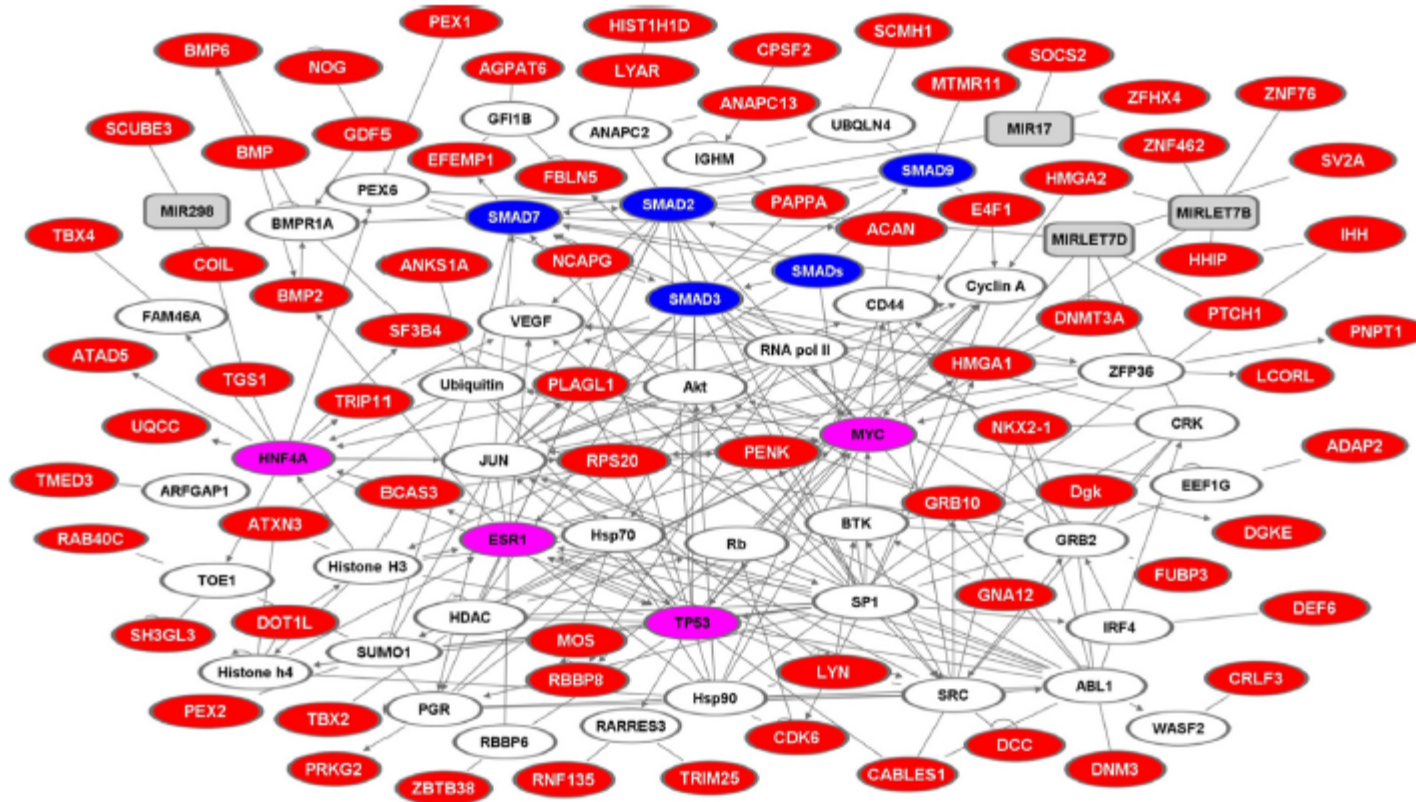 PEX1
HIST1H1D
SCMH1
BMP6
NOG
CPSF2
SOCS2
AGPAT6
LYAR
MTMR11
ZFHX4
ZNF76
SCUBE3
GDF5
GFI1B
ANAPC2
ANAPC13
UBQLN4
MIR17
ZNF462
BMP
EFEMP1
FBLN5
IGHM
SMAD9
HMGA2
SV2A
MIR298
PEX6
BMPR1A
SMAD7
SMAD2
PAPPA
E4F1
MIRLET7B
TBX4
ACAN
MIRLET7D
IHH
COIL
ANKS1A
NCAPG
SMADs
HHIP
BMP2
SMAD3
CD44
Cyclin A
FAM46A
SF3B4
VEGF
DNMT3A
PTCH1
PNPT1
ATAD5
RNA pol II
HMGA1
ZFP36
LCORL
TGS1
TRIP11
Ubiquitin
PLAGL1
Akt
UQCC
MYC
NKX2-1
CRK
HNF4A
JUN
RPS20
PENK
ADAP2
TMED3
ARFGAP1
BCAS3
GRB10
Dgk
EEF1G
ATXN3
BTK
DGKE
RAB40C
ESR1
Hsp70
Rb
GRB2
Histone H3
FUBP3
TOE1
SP1
GNA12
DEF6
SH3GL3
DOT1L
HDAC
TP53
IRF4
SUMO1
MOS
Histone h4
RBBP8
LYN
CRLF3
Hsp90
SRC
ABL1
PEX2
TBX2
PGR
RARRES3
WASF2
RBBP6
CDK6
DCC
PRKG2
ZBTB38
RNF135
TRIM25
CABLES1
DNM3